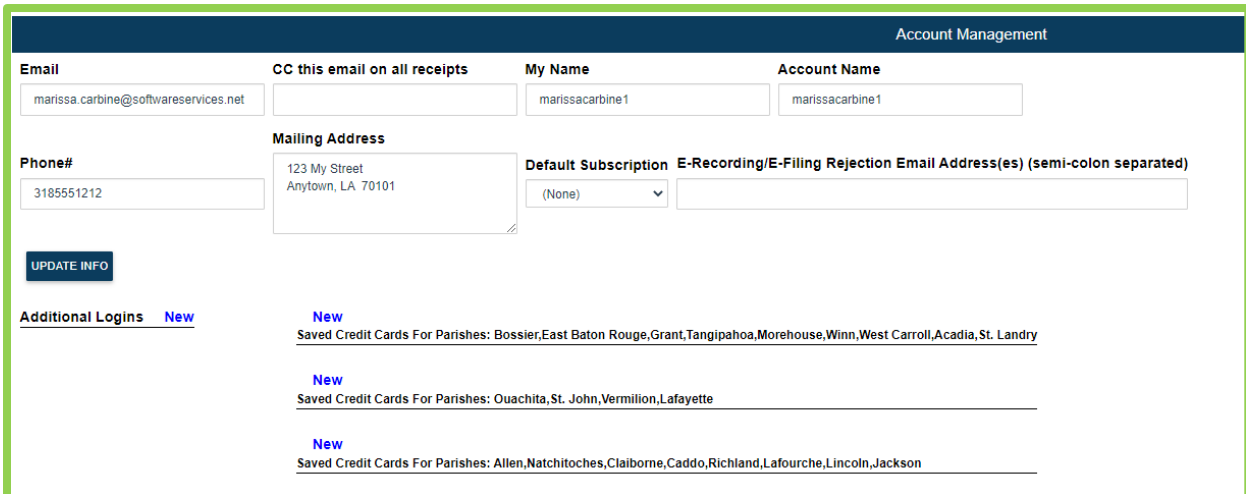 Account Management
Email CC this email on all receipts My Name Account Name
marissa.carbine@softwareservices.net marissacarbine1 marissacarbine1
Mailing Address
Phone# Default Subscription E-Recording/E-Filing Rejection Email Address(es) (semi-colon separated)
123 My Street
Anytown, LA 70101
3185551212 (None)
UPDATE INFO
Additional Logins New New
Saved Credit Cards For Parishes: Bossier,East Baton Rouge,Grant,Tangipahoa,Morehouse,Winn,West Carroll,Acadia,St. Landry
New
Saved Credit Cards For Parishes: Ouachita,St. John,Vermilion,Lafayette
New
Saved Credit Cards For Parishes: Allen,Natchitoches,Claiborne,Caddo,Richland,Lafourche,Lincoln,Jackson